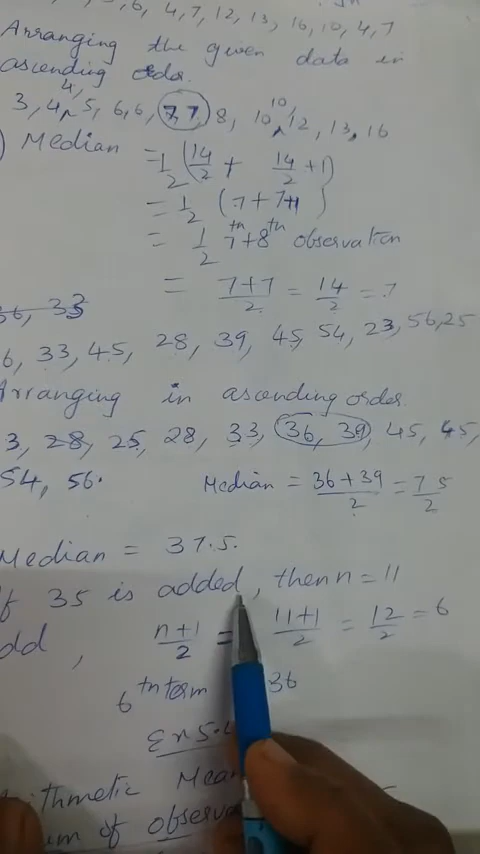 6, 4, 7, 12, 13, 16, 10, 4, 7
Arranging the given data in
ascending order.
3, 4, 4, 5, 6, 6, 7, 7, 8, 10, 10, 12, 13, 16
) Median = 1/2 (14/2 + 14/2 + 1)
= 1/2 (7 + 7+1)
= 1/2 7th + 8th observation
= 7+7/2 = 14/2 = 7
36, 33
6, 33, 45, 28, 39, 45, 54, 23, 56, 25
Arranging in ascending order.
3, 28, 25, 28, 33, 36, 39, 45, 45,
54, 56.
Median = 36+39/2 = 75/2
Median = 37.5.
If 35 is added, then n = 11
odd, n+1/2 = 11+1/2 = 12/2 = 6
6th term 36
Ex 5.
Arithmetic Mean
sum of observa